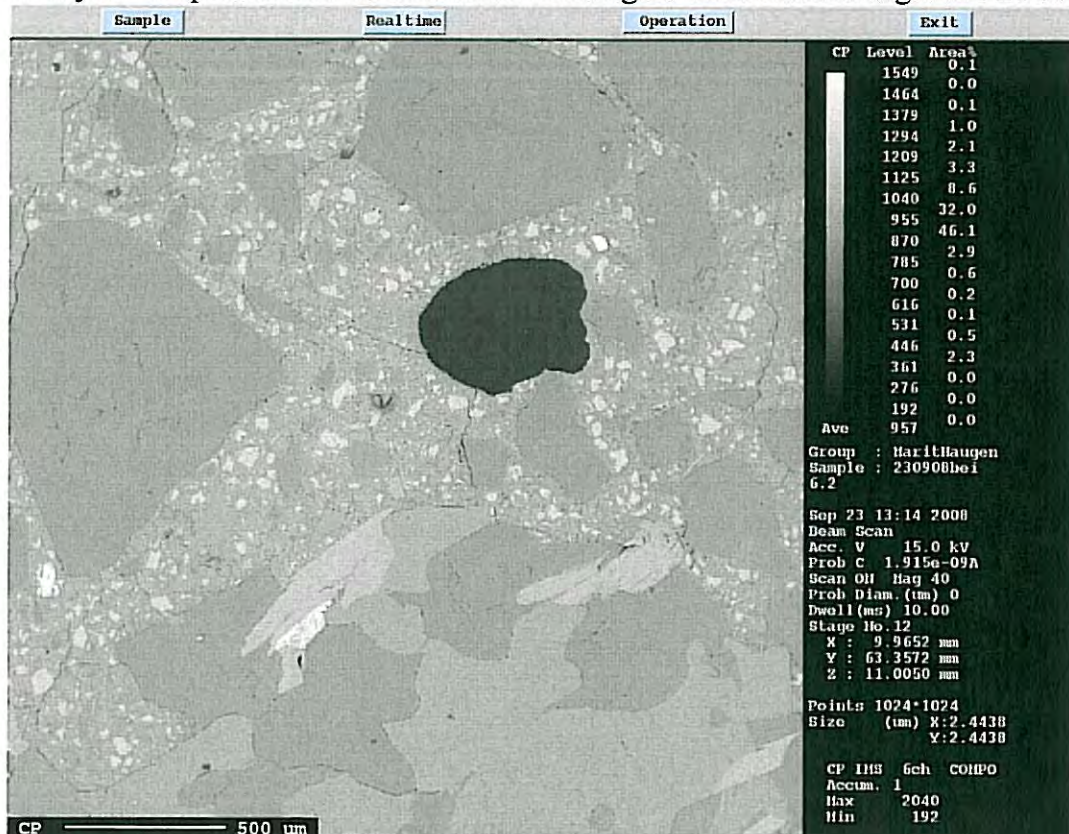 Sample Realtime Operation Exit
CP Level Area%
0.1
1549
0.0
1464
0.1
1379
1.0
1294
2.1
1209
3.3
1125
8.6
1040
32.0
955
46.1
870
2.9
785
0.6
700
0.2
616
0.1
531
0.5
446
2.3
361
0.0
276
0.0
192
0.0
Ave 957
Group : MaritHaugen
Sample : 230908bei
6.2
Sep 23 13:14 2008
Beam Scan
Acc. V 15.0 kV
Prob C 1.915e-09A
Scan ON Mag 40
Prob Diam.(um) 0
Dwell(ms) 10.00
Stage No.12
X : 9.9652 mm
Y : 63.3572 mm
Z : 11.0050 mm
Points 1024*1024
Size (um) X:2.4438
Y:2.4438
CP IMS 6ch COMPO
Accum. 1
Max 2040
Min 192
CP 500 um